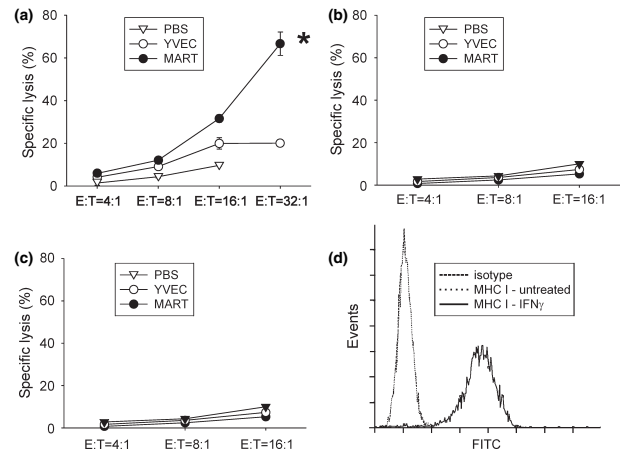 (a)
80
60
40
20
0
Specific lysis (%)
PBS
YVEC
MART
*
E:T=4:1 E:T=8:1 E:T=16:1 E:T=32:1
(b)
80
60
40
20
0
Specific lysis (%)
PBS
YVEC
MART
E:T=4:1 E:T=8:1 E:T=16:1
(c)
80
60
40
20
0
Specific lysis (%)
PBS
YVEC
MART
E:T=4:1 E:T=8:1 E:T=16:1
(d)
Events
isotype
MHC I - untreated
MHC I - IFNγ
FITC